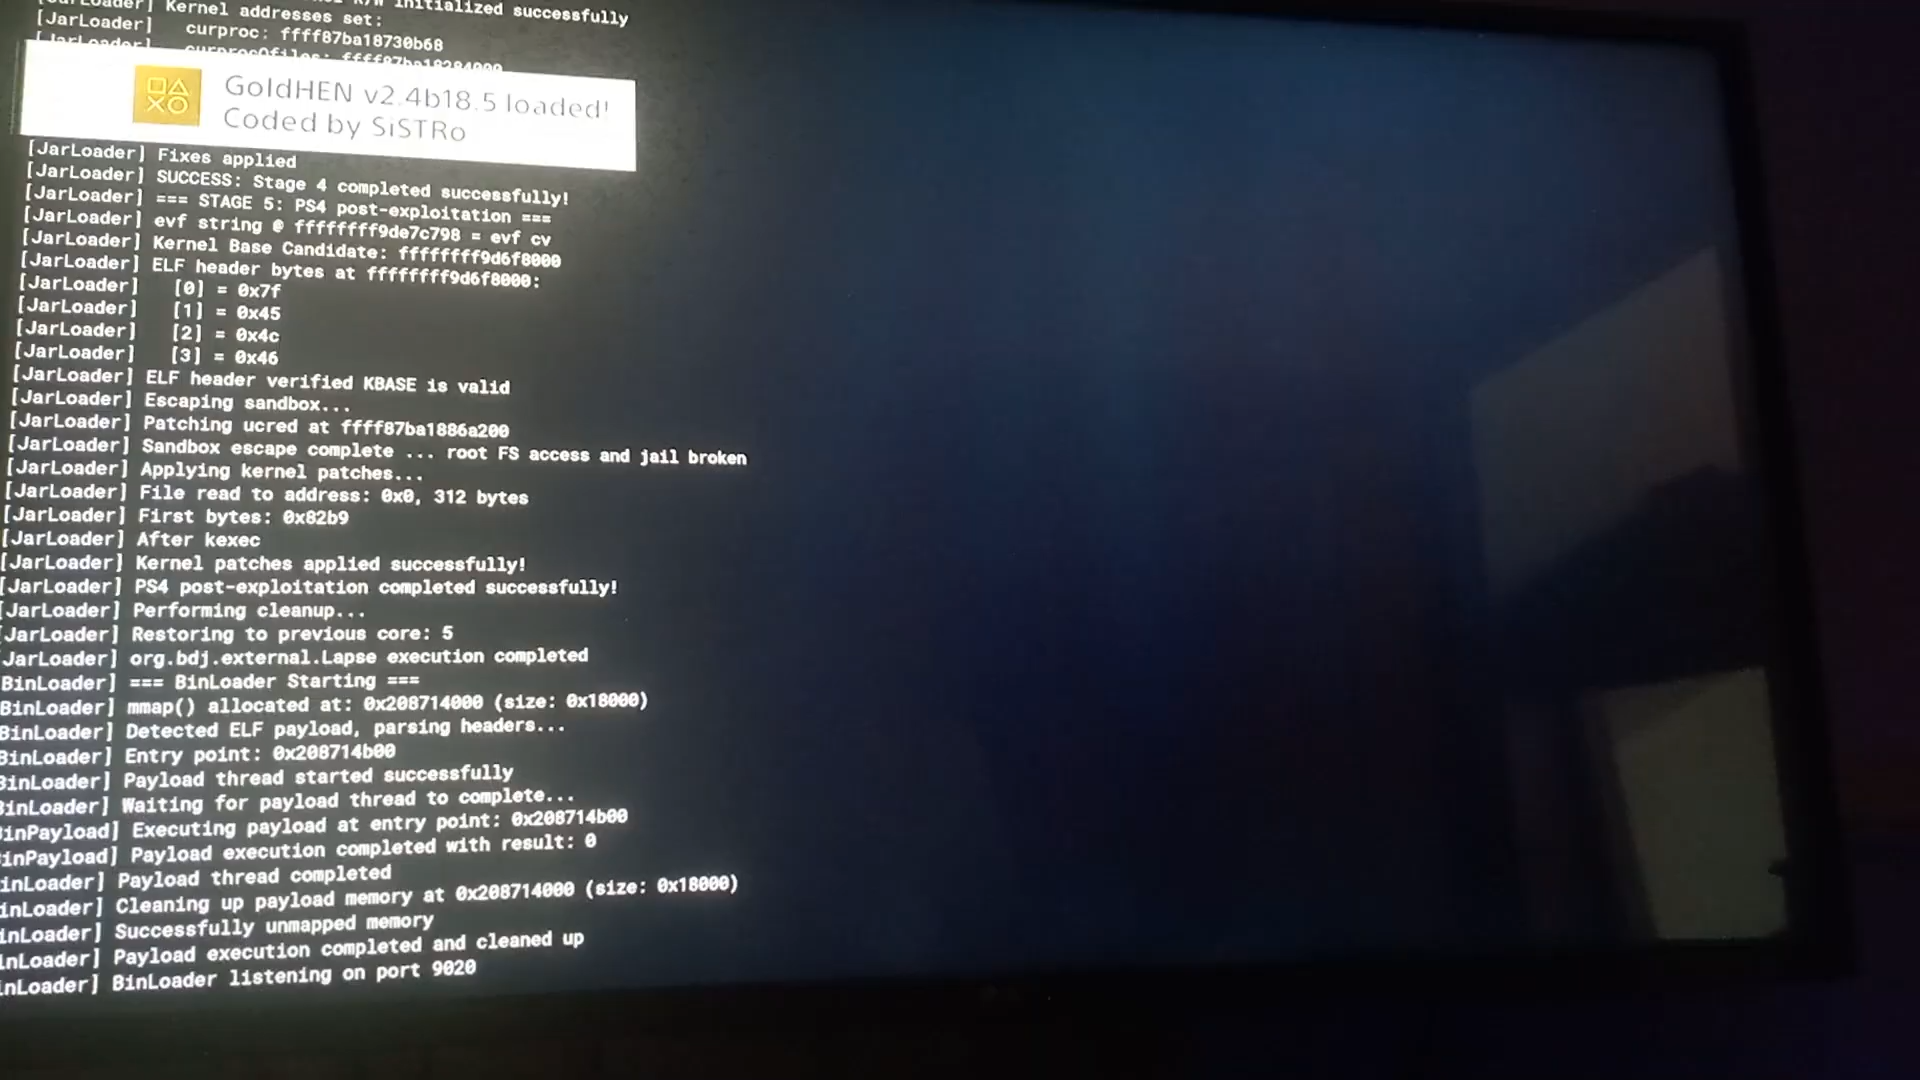 initialized successfully
[JarLoader] Kernel addresses set:
[JarLoader] curproc: ffff87ba18730b68
[JarLoader] curprocOfiles: ffff87ba18284000
GoldHEN v2.4b18.5 loaded!
Coded by SiSTRo
[JarLoader] Fixes applied
[JarLoader] SUCCESS: Stage 4 completed successfully!
[JarLoader] === STAGE 5: PS4 post-exploitation ===
[JarLoader] evf string @ ffffffff9de7c798 = evf cv
[JarLoader] Kernel Base Candidate: ffffffff9d6f8000
[JarLoader] ELF header bytes at ffffffff9d6f8000:
[JarLoader] [0] = 0x7f
[JarLoader] [1] = 0x45
[JarLoader] [2] = 0x4c
[JarLoader] [3] = 0x46
[JarLoader] ELF header verified KBASE is valid
[JarLoader] Escaping sandbox...
[JarLoader] Patching ucred at ffff87ba1886a200
[JarLoader] Sandbox escape complete ... root FS access and jail broken
[JarLoader] Applying kernel patches...
[JarLoader] File read to address: 0x0, 312 bytes
[JarLoader] First bytes: 0x82b9
[JarLoader] After kexec
[JarLoader] Kernel patches applied successfully!
[JarLoader] PS4 post-exploitation completed successfully!
[JarLoader] Performing cleanup...
[JarLoader] Restoring to previous core: 5
JarLoader] org.bdj.external.Lapse execution completed
BinLoader] === BinLoader Starting ===
BinLoader] mmap() allocated at: 0x208714000 (size: 0x18000)
BinLoader] Detected ELF payload, parsing headers...
BinLoader] Entry point: 0x208714b00
BinLoader] Payload thread started successfully
BinLoader] Waiting for payload thread to complete...
BinPayload] Executing payload at entry point: 0x208714b00
inPayload] Payload execution completed with result: 0
inLoader] Payload thread completed
inLoader] Cleaning up payload memory at 0x208714000 (size: 0x18000)
inLoader] Successfully unmapped memory
inLoader] Payload execution completed and cleaned up
inLoader] BinLoader listening on port 9020